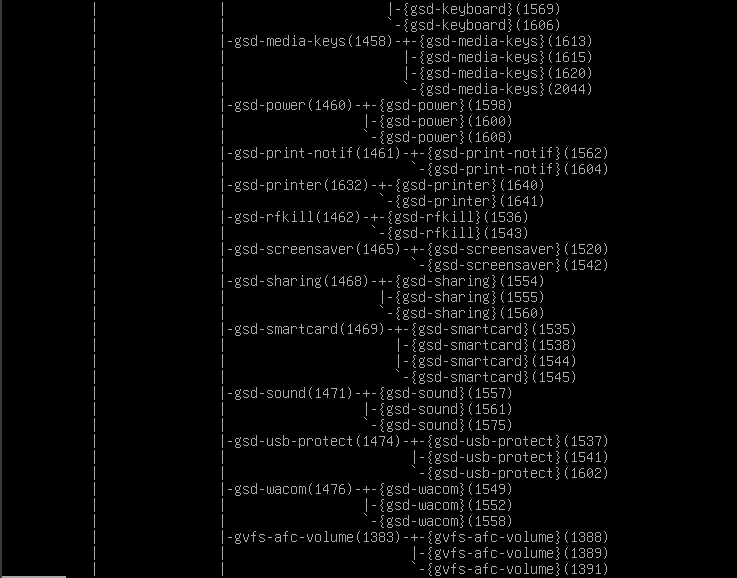 |                |                     |-{gsd-keyboard}(1569)
|                |                     `-{gsd-keyboard}(1606)
|                |-gsd-media-keys(1458)-+-{gsd-media-keys}(1613)
|                |                       |-{gsd-media-keys}(1615)
|                |                       |-{gsd-media-keys}(1620)
|                |                       `-{gsd-media-keys}(2044)
|                |-gsd-power(1460)-+-{gsd-power}(1598)
|                |                  |-{gsd-power}(1600)
|                |                  `-{gsd-power}(1608)
|                |-gsd-print-notif(1461)-+-{gsd-print-notif}(1562)
|                |                        `-{gsd-print-notif}(1604)
|                |-gsd-printer(1632)-+-{gsd-printer}(1640)
|                |                    `-{gsd-printer}(1641)
|                |-gsd-rfkill(1462)-+-{gsd-rfkill}(1536)
|                |                   `-{gsd-rfkill}(1543)
|                |-gsd-screensaver(1465)-+-{gsd-screensaver}(1520)
|                |                        `-{gsd-screensaver}(1542)
|                |-gsd-sharing(1468)-+-{gsd-sharing}(1554)
|                |                    |-{gsd-sharing}(1555)
|                |                    `-{gsd-sharing}(1560)
|                |-gsd-smartcard(1469)-+-{gsd-smartcard}(1535)
|                |                      |-{gsd-smartcard}(1538)
|                |                      |-{gsd-smartcard}(1544)
|                |                      `-{gsd-smartcard}(1545)
|                |-gsd-sound(1471)-+-{gsd-sound}(1557)
|                |                  |-{gsd-sound}(1561)
|                |                  `-{gsd-sound}(1575)
|                |-gsd-usb-protect(1474)-+-{gsd-usb-protect}(1537)
|                |                        |-{gsd-usb-protect}(1541)
|                |                        `-{gsd-usb-protect}(1602)
|                |-gsd-wacom(1476)-+-{gsd-wacom}(1549)
|                |                  |-{gsd-wacom}(1552)
|                |                  `-{gsd-wacom}(1558)
|                |-gvfs-afc-volume(1383)-+-{gvfs-afc-volume}(1388)
|                |                        |-{gvfs-afc-volume}(1389)
|                |                        `-{gvfs-afc-volume}(1391)